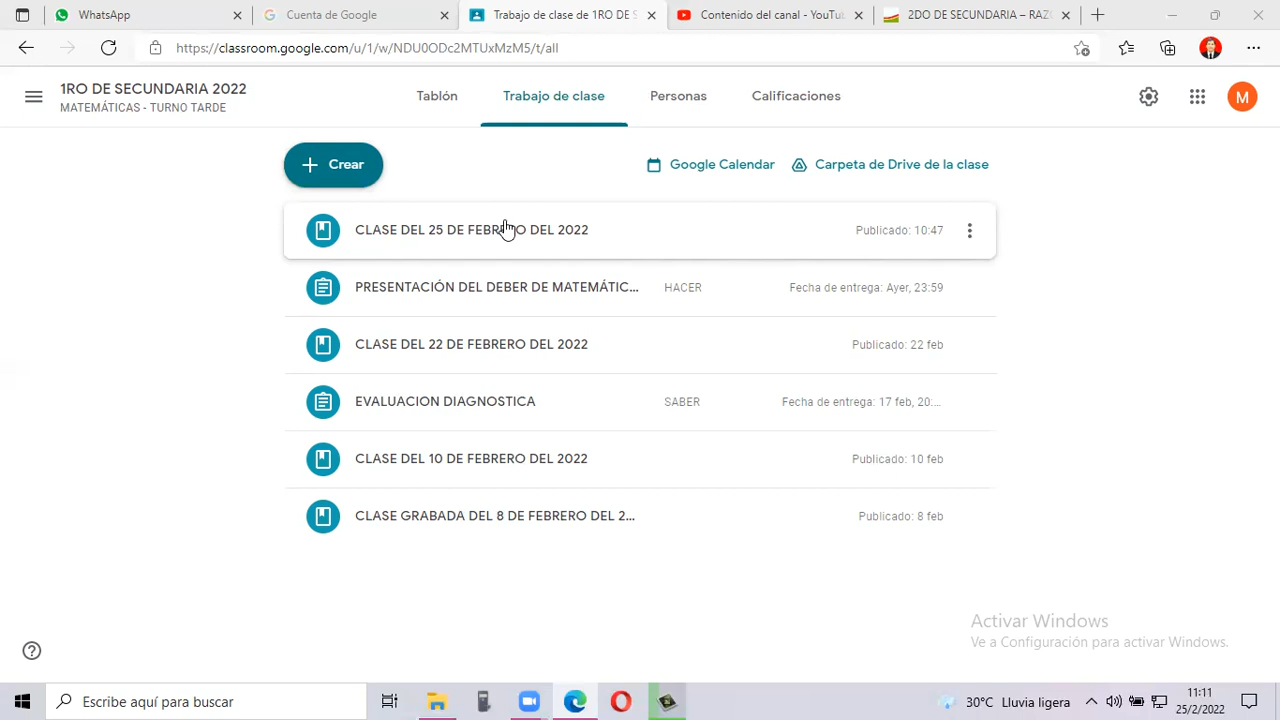 WhatsApp
Cuenta de Google
Trabajo de clase de 1RO DE S
Contenido del canal - YouTu
2DO DE SECUNDARIA – RAZO
https://classroom.google.com/u/1/w/NDU0ODc2MTUxMzM5/t/all
1RO DE SECUNDARIA 2022
MATEMÁTICAS - TURNO TARDE
Tablón
Trabajo de clase
Personas
Calificaciones
M
Crear
Google Calendar
Carpeta de Drive de la clase
CLASE DEL 25 DE FEBRERO DEL 2022
Publicado: 10:47
PRESENTACIÓN DEL DEBER DE MATEMÁTIC...
HACER
Fecha de entrega: Ayer, 23:59
CLASE DEL 22 DE FEBRERO DEL 2022
Publicado: 22 feb
EVALUACION DIAGNOSTICA
SABER
Fecha de entrega: 17 feb, 20:...
CLASE DEL 10 DE FEBRERO DEL 2022
Publicado: 10 feb
CLASE GRABADA DEL 8 DE FEBRERO DEL 2...
Publicado: 8 feb
Activar Windows
Ve a Configuración para activar Windows.
Escribe aquí para buscar
30°C Lluvia ligera
11:11
25/2/2022